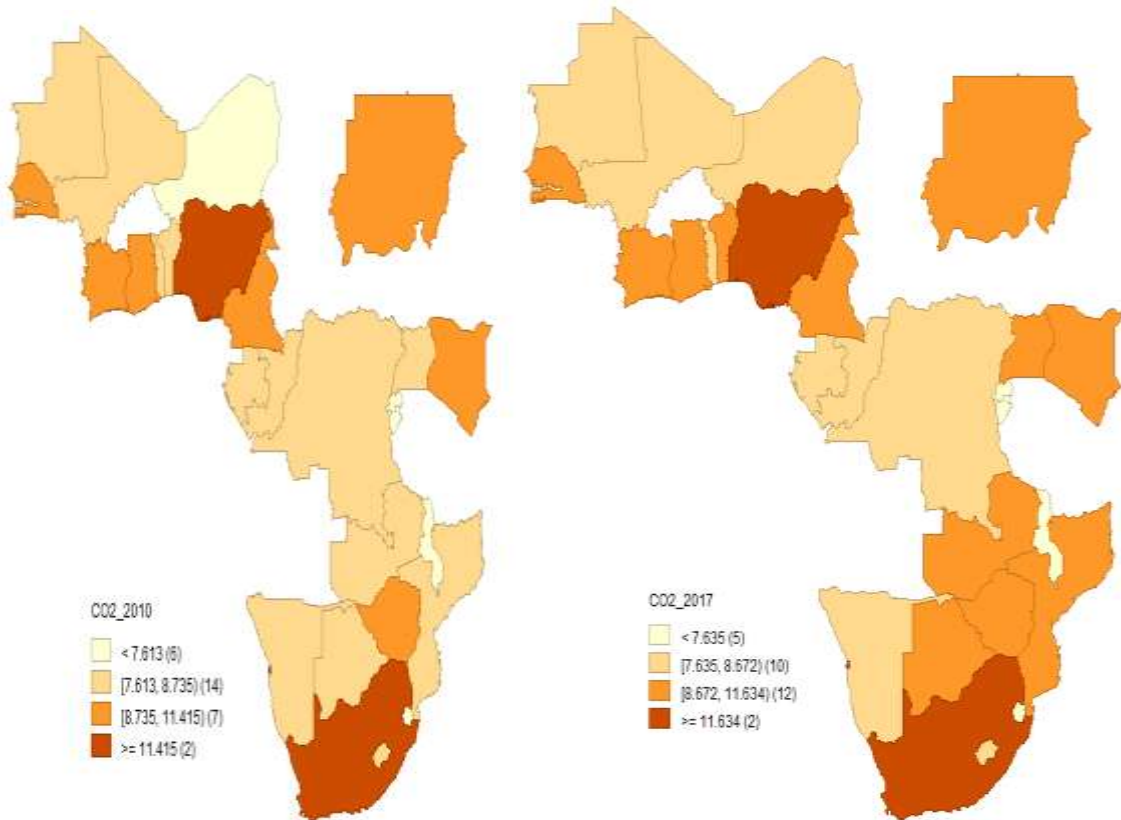 CO2_2010
< 7.613 (6)
[7.613, 8.735) (14)
[8.735, 11.415) (7)
>= 11.415 (2)
CO2_2017
< 7.635 (5)
[7.635, 8.672) (10)
[8.672, 11.634) (12)
>= 11.634 (2)